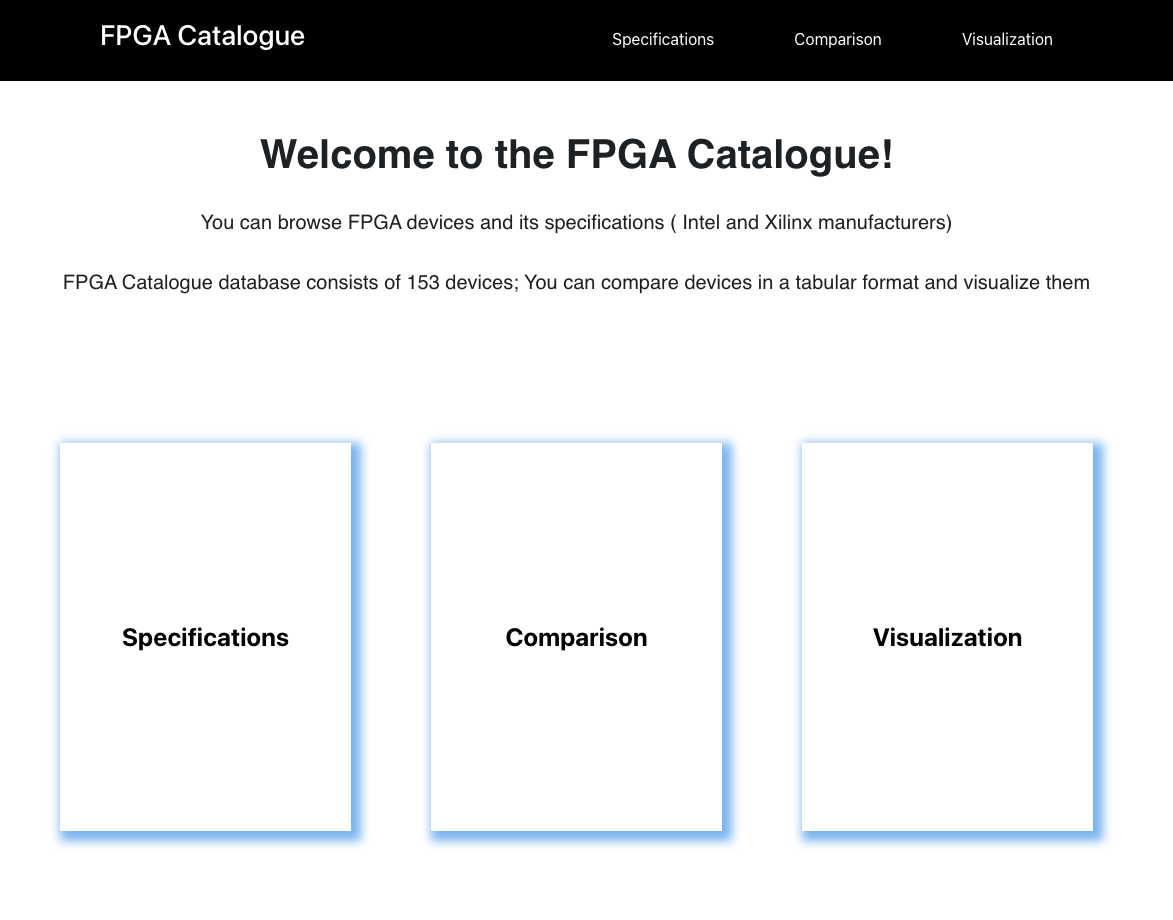 FPGA Catalogue
Specifications Comparison Visualization
Welcome to the FPGA Catalogue!
You can browse FPGA devices and its specifications ( Intel and Xilinx manufacturers)
FPGA Catalogue database consists of 153 devices; You can compare devices in a tabular format and visualize them
Specifications
Comparison
Visualization